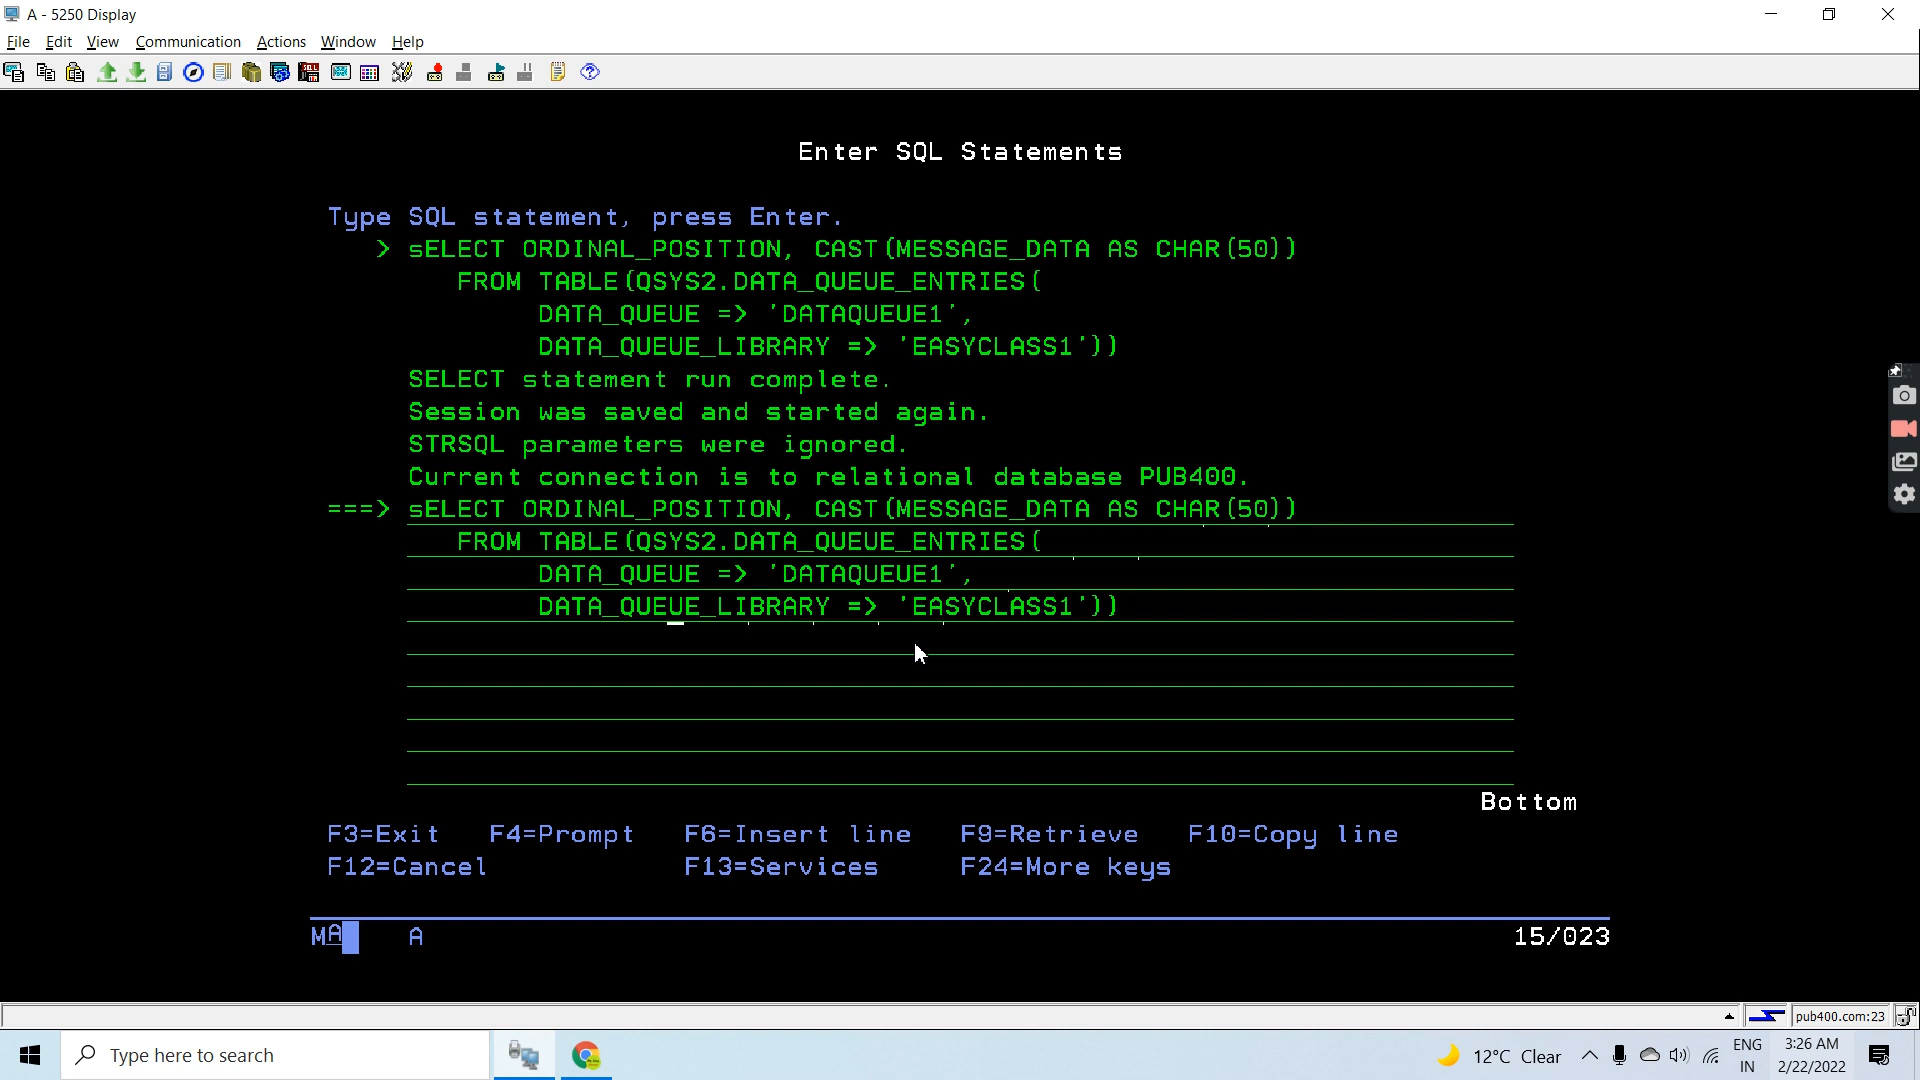 A - 5250 Display
File Edit View Communication Actions Window Help
Enter SQL Statements
Type SQL statement, press Enter.
> sELECT ORDINAL_POSITION, CAST(MESSAGE_DATA AS CHAR(50))
FROM TABLE(QSYS2.DATA_QUEUE_ENTRIES(
DATA_QUEUE => 'DATAQUEUE1',
DATA_QUEUE_LIBRARY => 'EASYCLASS1'))
SELECT statement run complete.
Session was saved and started again.
STRSQL parameters were ignored.
Current connection is to relational database PUB400.
===> sELECT ORDINAL_POSITION, CAST(MESSAGE_DATA AS CHAR(50))
FROM TABLE(QSYS2.DATA_QUEUE_ENTRIES(
DATA_QUEUE => 'DATAQUEUE1',
DATA_QUEUE_LIBRARY => 'EASYCLASS1'))
Bottom
F3=Exit F4=Prompt F6=Insert line F9=Retrieve F10=Copy line
F12=Cancel F13=Services F24=More keys
MA A 15/023
pub400.com:23
Type here to search
12°C Clear
ENG
IN
3:26 AM
2/22/2022